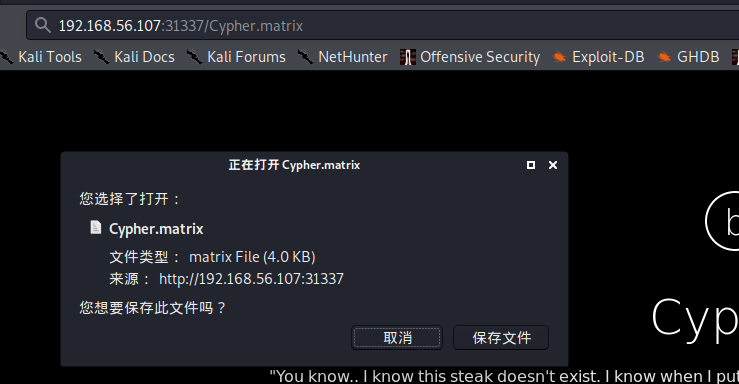 192.168.56.107:31337/Cypher.matrix
Kali Tools Kali Docs Kali Forums NetHunter Offensive Security Exploit-DB GHDB
正在打开 Cypher.matrix
您选择了打开：
Cypher.matrix
文件类型： matrix File (4.0 KB)
来源： http://192.168.56.107:31337
您想要保存此文件吗？
取消 保存文件
b
Cyp
"You know.. I know this steak doesn't exist. I know when I put